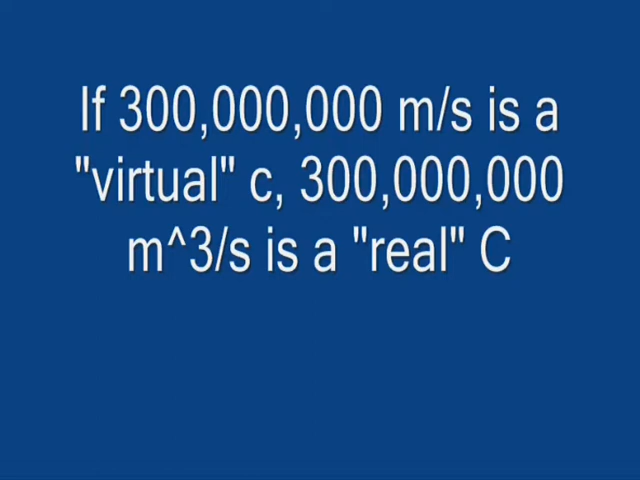 If 300,000,000 m/s is a
"virtual" c, 300,000,000
m^3/s is a "real" C